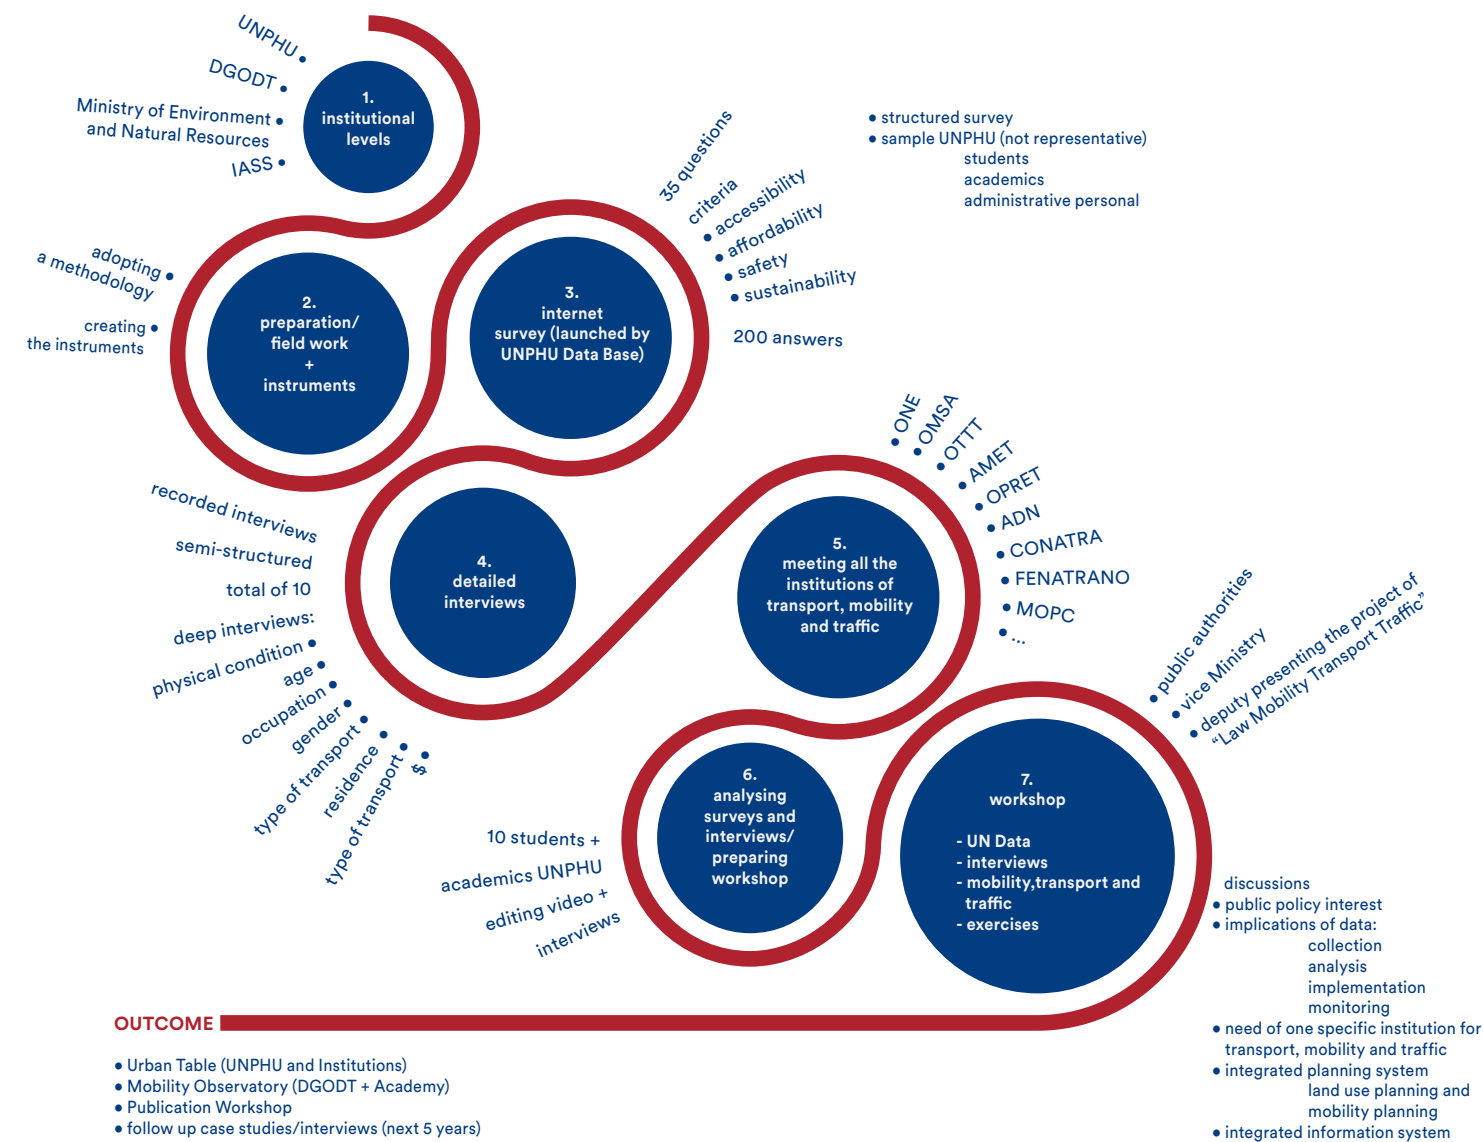 UNPHU
DGODT
Ministry of Environment
and Natural Resources
IASS
1.
institutional
levels
adopting
a methodology
creating
the instruments
2.
preparation/
field work
+
instruments
3.
internet
survey (launched by
UNPHU Data Base)
35 questions
criteria
• accessibility
• affordability
• safety
• sustainability
200 answers
• structured survey
• sample UNPHU (not representative)
students
academics
administrative personal
recorded interviews
semi-structured
total of 10
deep interviews:
physical condition •
age •
occupation •
gender •
type of transport •
residence •
type of transport •
$ •
4.
detailed
interviews
5.
meeting all the
institutions of
transport, mobility
and traffic
• ONE
• OMSA
• OTTT
• AMET
• OPRET
• ADN
• CONATRA
• FENATRANO
• MOPC
• ...
6.
analysing
surveys and
interviews/
preparing
workshop
10 students +
academics UNPHU
editing video +
interviews
7.
workshop
- UN Data
- interviews
- mobility,transport and
traffic
- exercises
• public authorities
• vice Ministry
• deputy presenting the project of
“Law Mobility Transport Traffic”
discussions
• public policy interest
• implications of data:
collection
analysis
implementation
monitoring
• need of one specific institution for
transport, mobility and traffic
• integrated planning system
land use planning and
mobility planning
• integrated information system
OUTCOME
• Urban Table (UNPHU and Institutions)
• Mobility Observatory (DGODT + Academy)
• Publication Workshop
• follow up case studies/interviews (next 5 years)